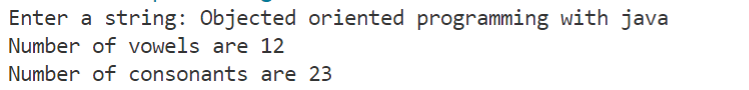 Enter a string: Objected oriented programming with java
Number of vowels are 12
Number of consonants are 23